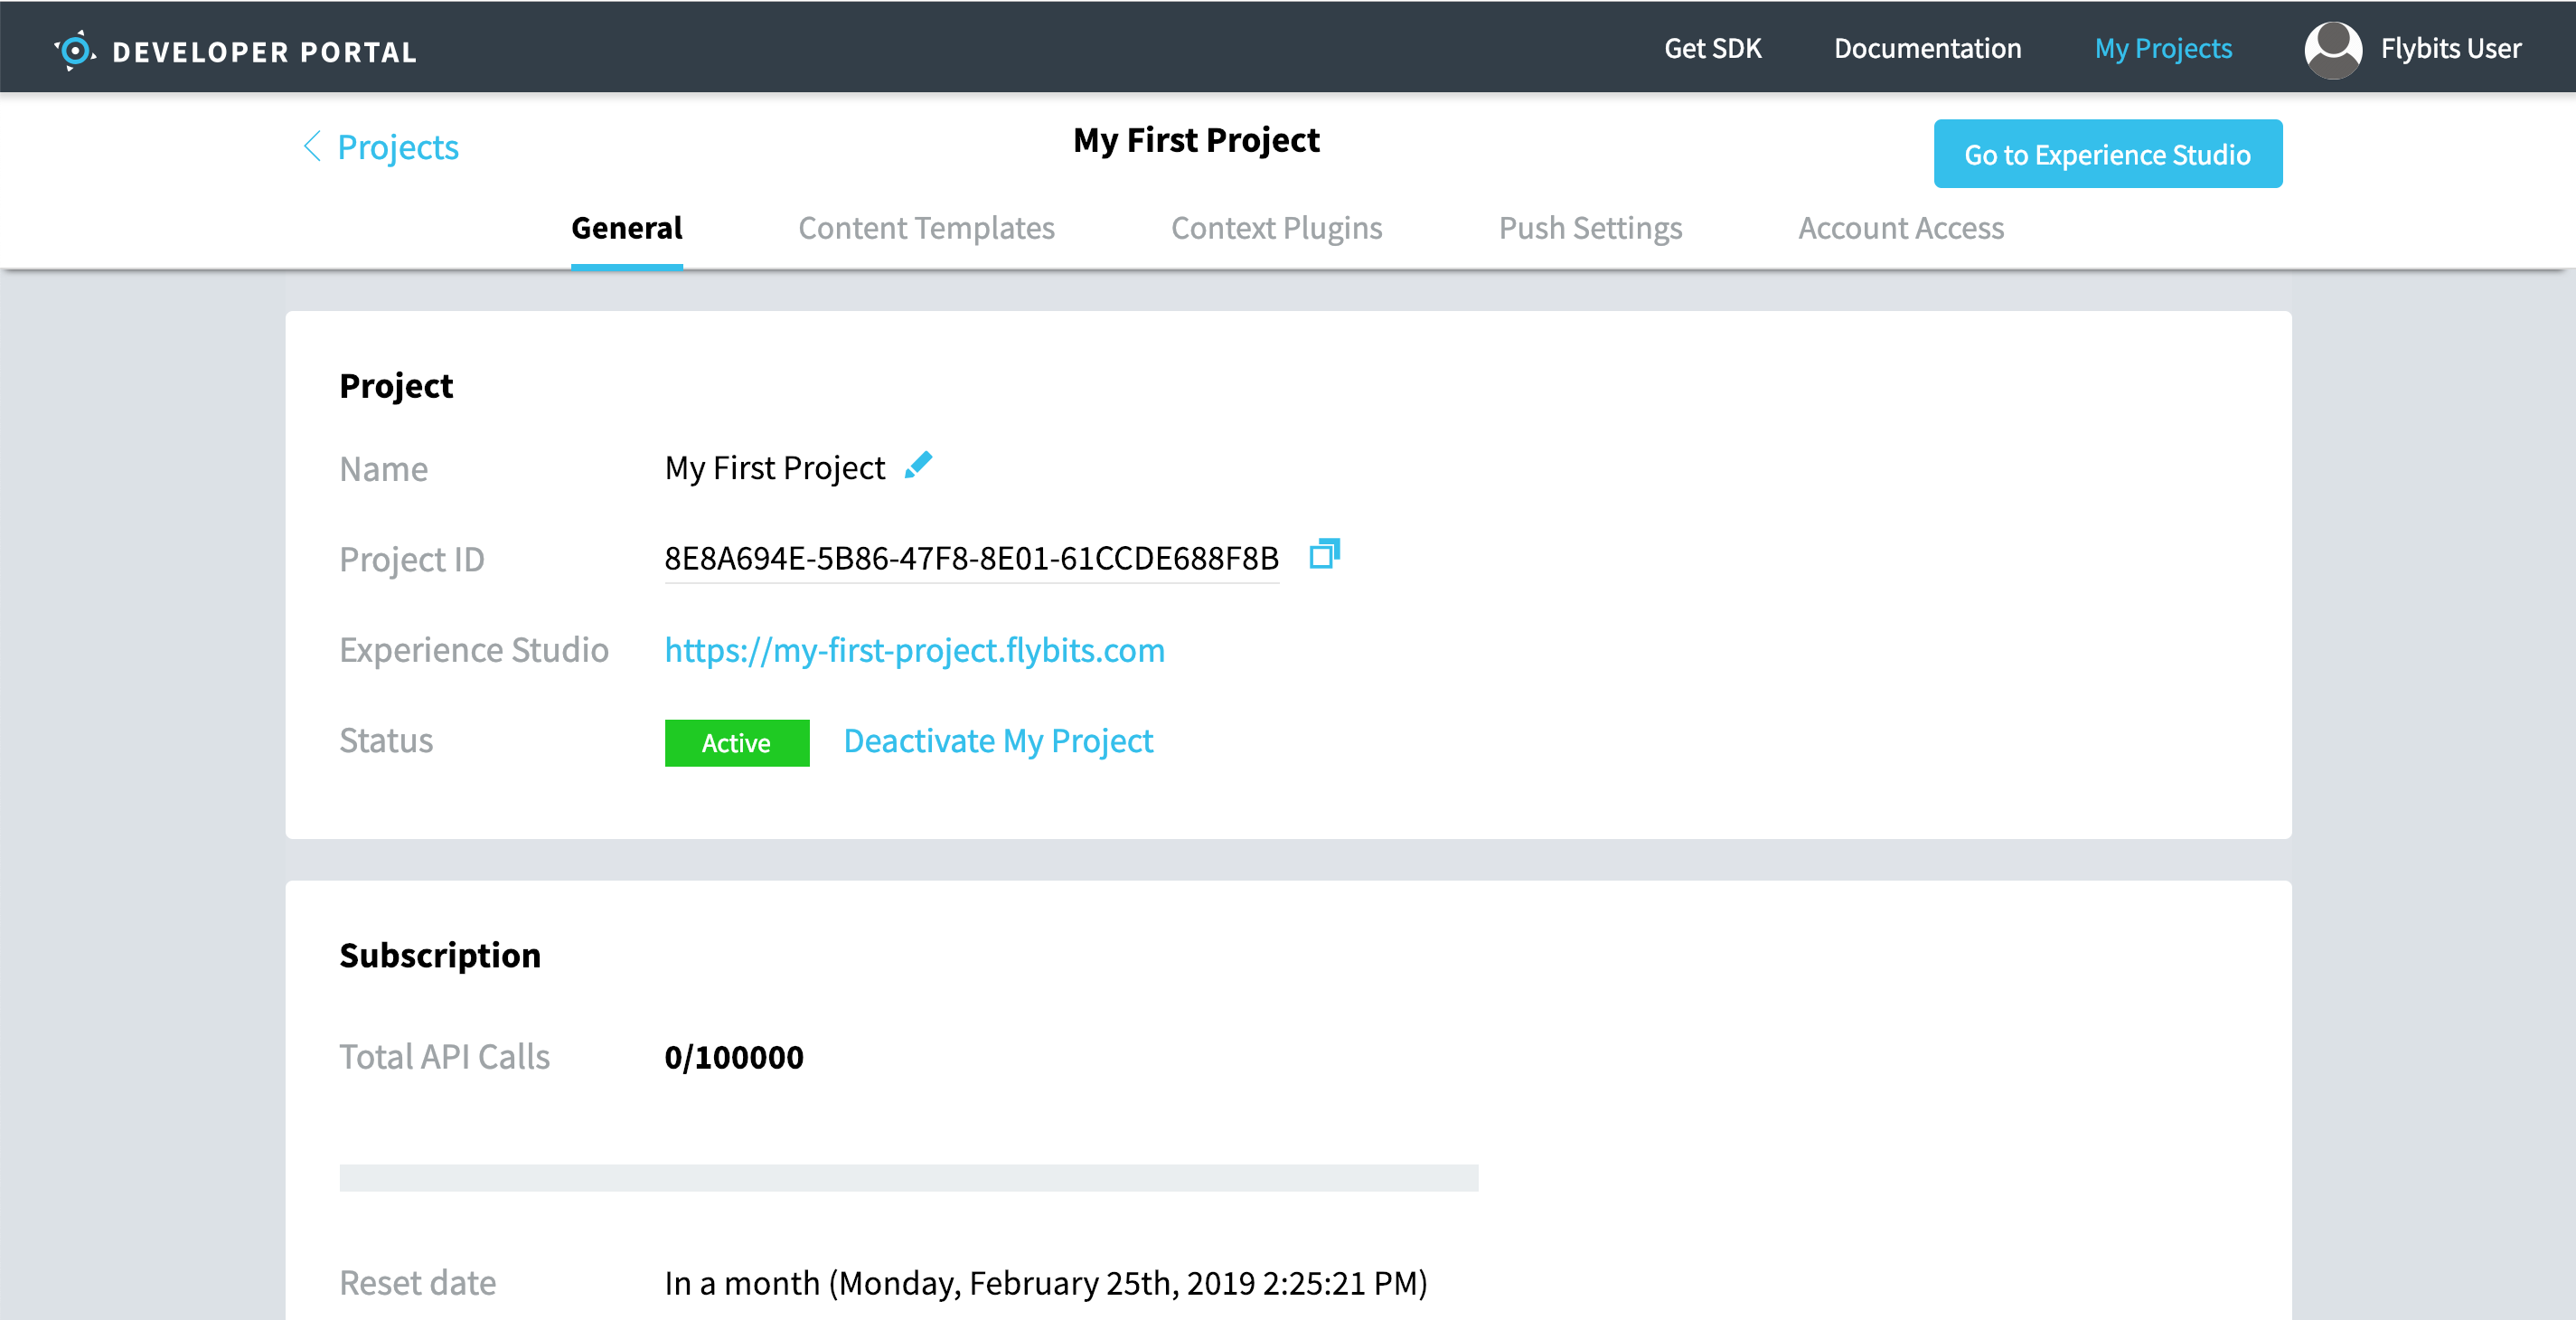 DEVELOPER PORTAL
Get SDK
Documentation
My Projects
Flybits User
Projects
My First Project
Go to Experience Studio
General
Content Templates
Context Plugins
Push Settings
Account Access
Project
Name
My First Project
Project ID
8E8A694E-5B86-47F8-8E01-61CCDE688F8B
Experience Studio
https://my-first-project.flybits.com
Status
Active
Deactivate My Project
Subscription
Total API Calls
0/100000
Reset date
In a month (Monday, February 25th, 2019 2:25:21 PM)